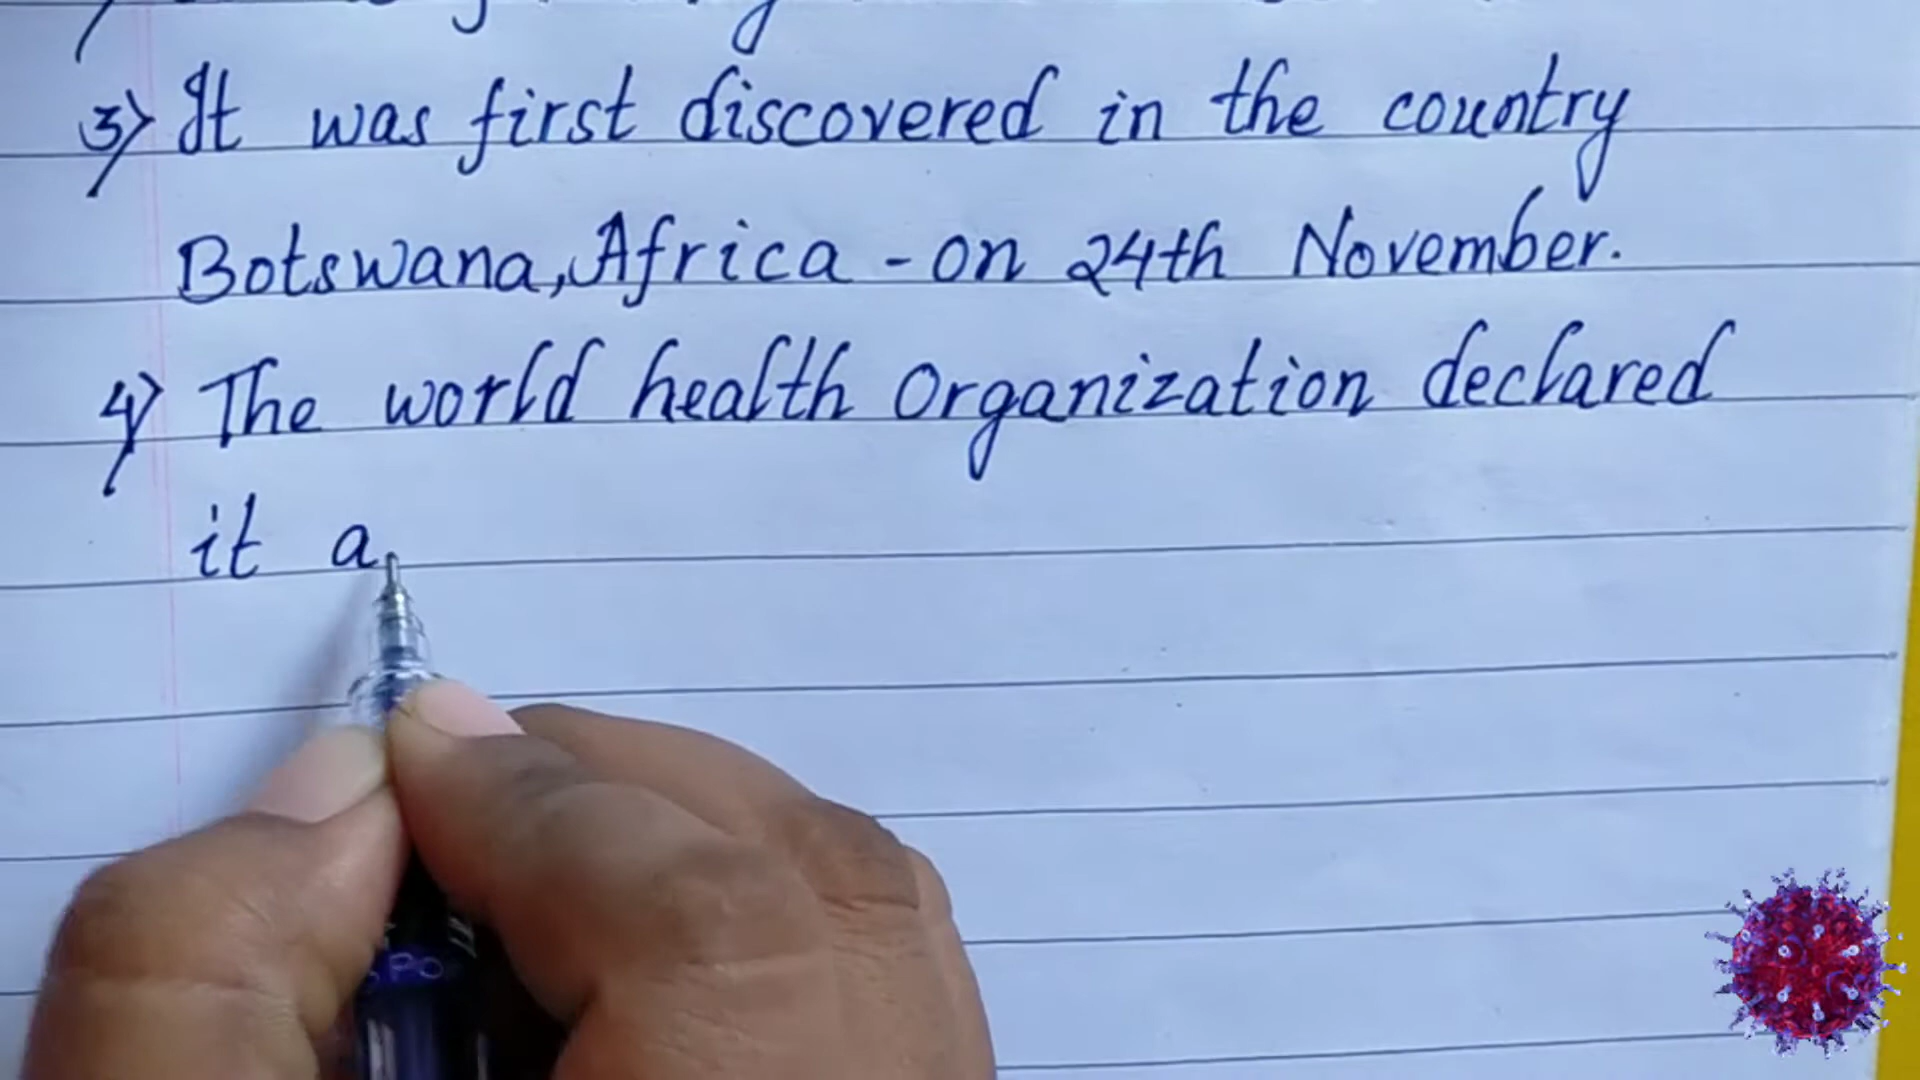 3) It was first discovered in the country
Botswana, Africa - on 24th November.
4) The world health Organization declared
it a